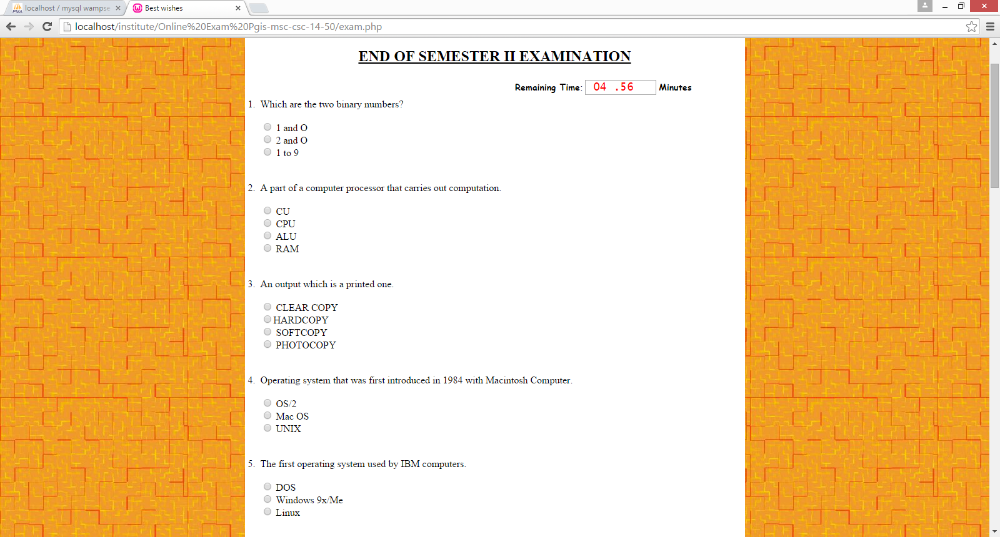 localhost / mysql wampse
Best wishes
localhost/institute/Online%20Exam%20Pgis-msc-csc-14-50/exam.php
END OF SEMESTER II EXAMINATION
Remaining Time: 04 .56 Minutes
1. Which are the two binary numbers?
1 and O
2 and O
1 to 9
2. A part of a computer processor that carries out computation.
CU
CPU
ALU
RAM
3. An output which is a printed one.
CLEAR COPY
HARDCOPY
SOFTCOPY
PHOTOCOPY
4. Operating system that was first introduced in 1984 with Macintosh Computer.
OS/2
Mac OS
UNIX
5. The first operating system used by IBM computers.
DOS
Windows 9x/Me
Linux